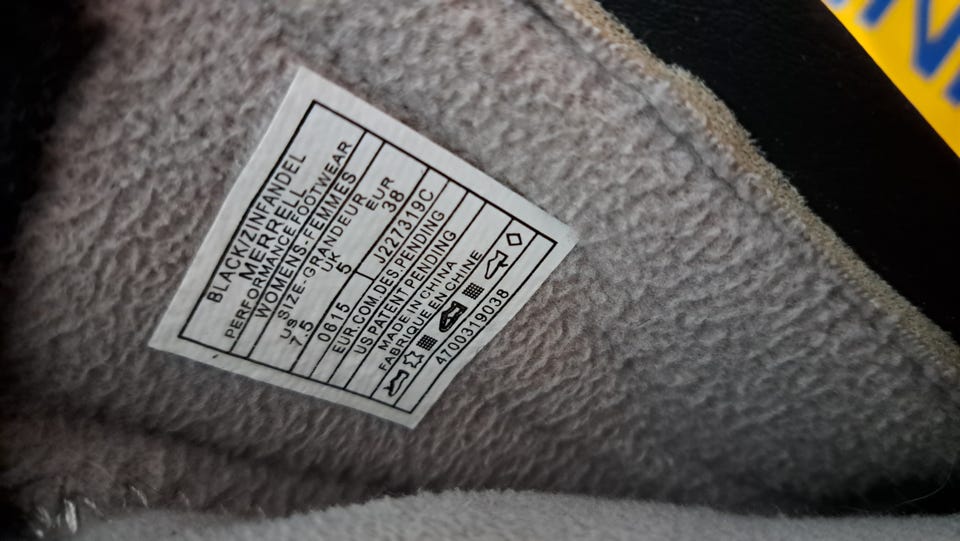 BLACK/ZINFANDEL
MERRELL
PERFORMANCE FOOTWEAR
WOMENS-FEMMES
US SIZE-GRANDEUR EUR
7.5 UK 5 38
0615 J227319C
EUR.COM.DES.PENDING
US PATENT PENDING
MADE IN CHINA
FABRIQUE EN CHINE
4700319038